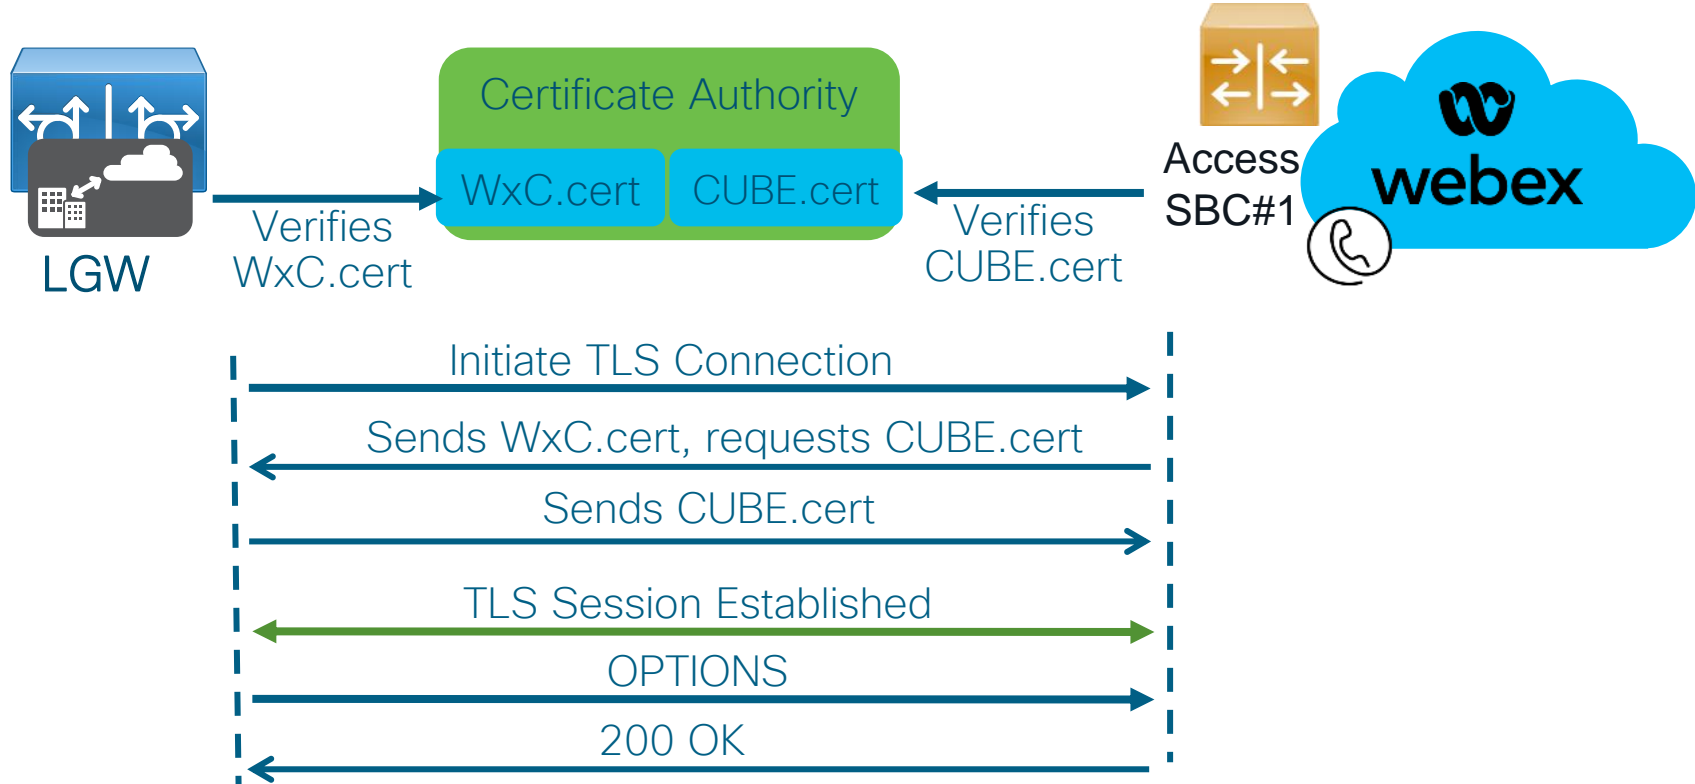 Certificate Authority
WxC.cert
CUBE.cert
Access
SBC#1
webex
LGW
Verifies
WxC.cert
Verifies
CUBE.cert
Initiate TLS Connection
Sends WxC.cert, requests CUBE.cert
Sends CUBE.cert
TLS Session Established
OPTIONS
200 OK